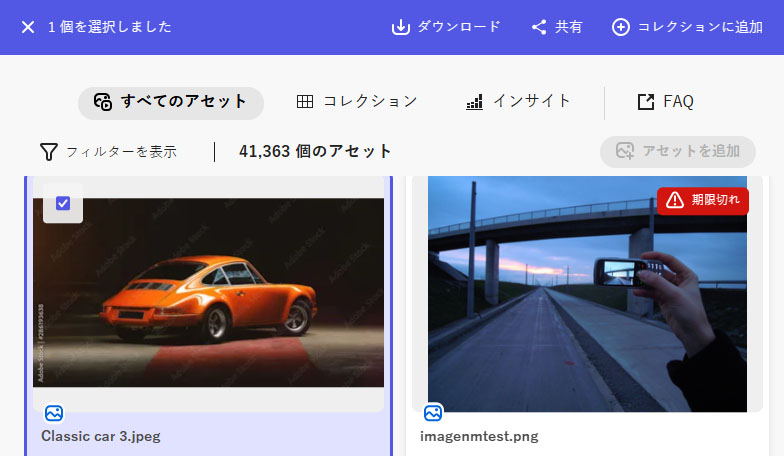 1 個を選択しました
ダウンロード
共有
コレクションに追加
すべてのアセット
コレクション
インサイト
FAQ
フィルターを表示
41,363 個のアセット
アセットを追加
期限切れ
Adobe Stock | #286193638
Classic car 3.jpeg
imagenmtest.png